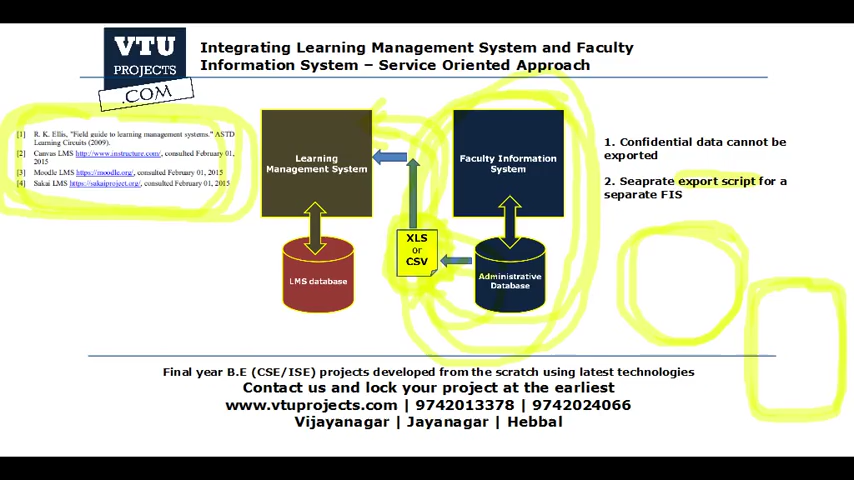 VTU
PROJECTS
.COM
Integrating Learning Management System and Faculty
Information System – Service Oriented Approach
[1] R. K. Ellis, "Field guide to learning management systems." ASTD
Learning Circuits (2009).
[2] Canvas LMS http://www.instructure.com/, consulted February 01,
2015
[3] Moodle LMS https://moodle.org/, consulted February 01, 2015
[4] Sakai LMS https://sakaiproject.org/, consulted February 01, 2015
Learning
Management System
LMS database
XLS
or
CSV
Faculty Information
System
Administrative
Database
1. Confidential data cannot be
exported
2. Seaprate export script for a
separate FIS
Final year B.E (CSE/ISE) projects developed from the scratch using latest technologies
Contact us and lock your project at the earliest
www.vtuprojects.com | 9742013378 | 9742024066
Vijayanagar | Jayanagar | Hebbal